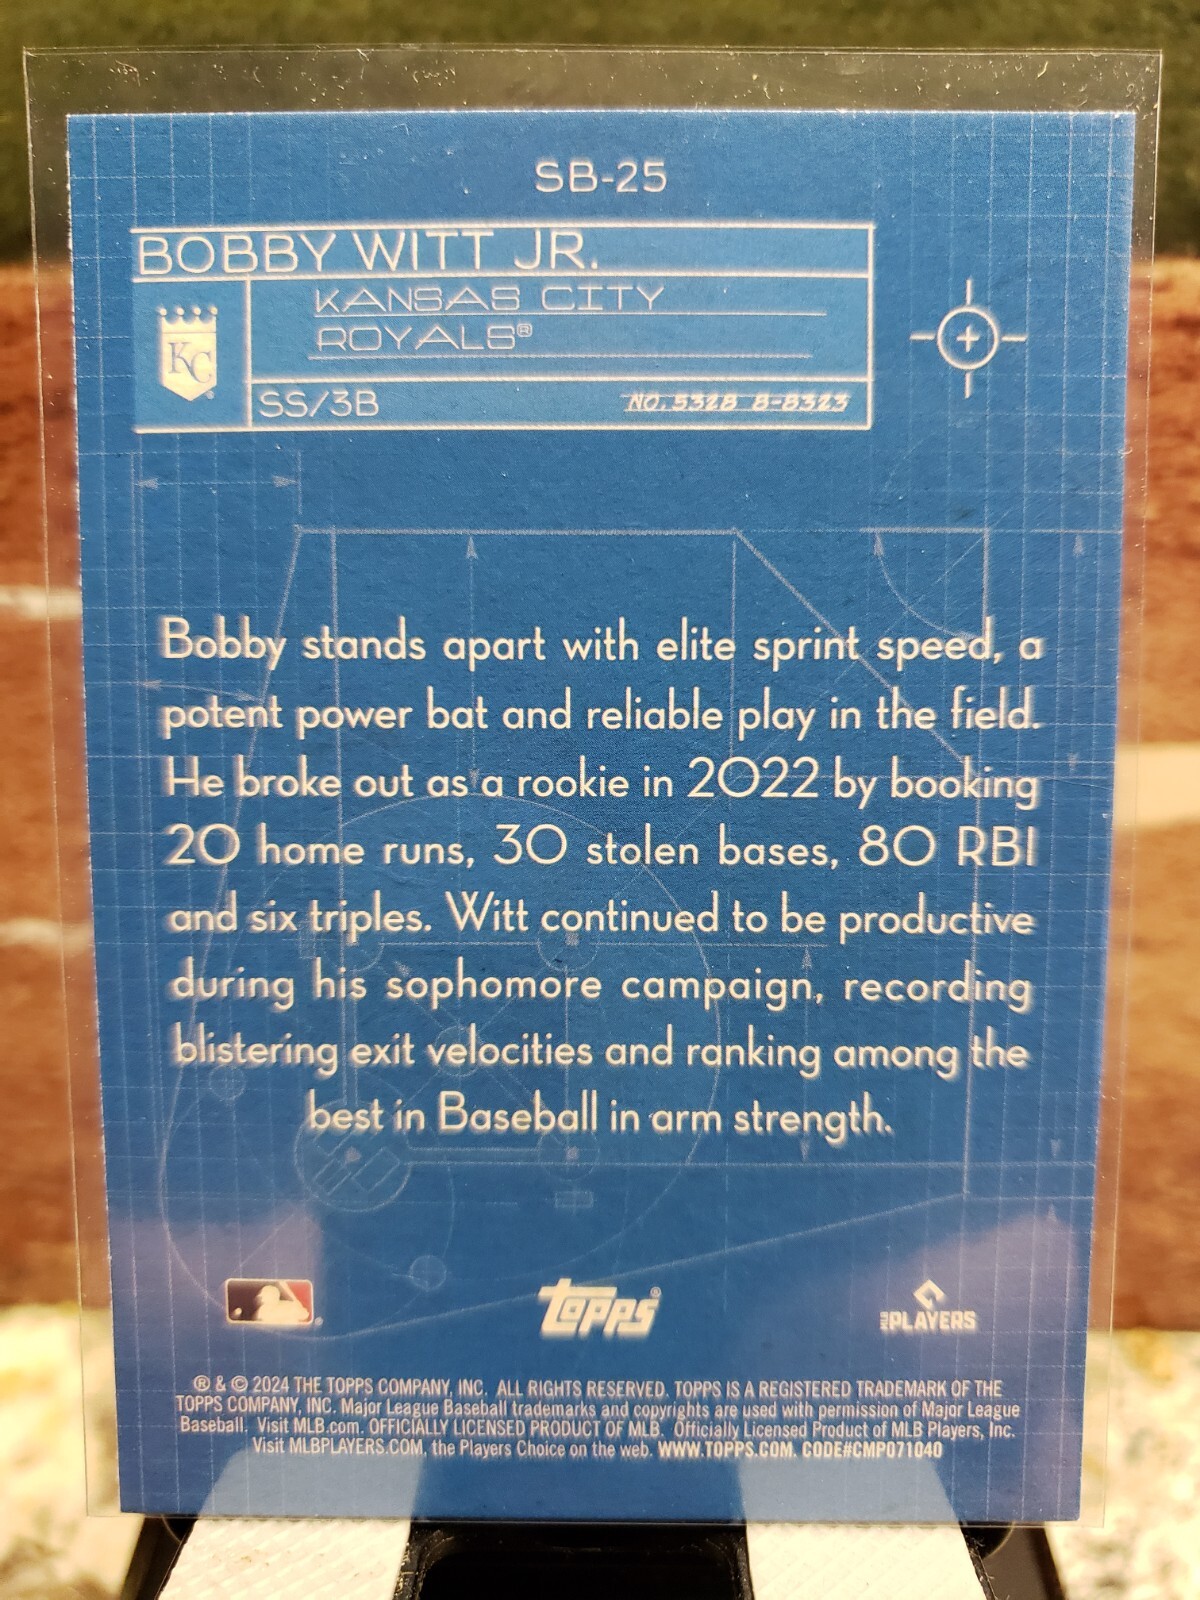 SB-25
BOBBY WITT JR.
KANSAS CITY
ROYALS®
KC
SS/3B
NO. 5328 8-8323
Bobby stands apart with elite sprint speed, a
potent power bat and reliable play in the field.
He broke out as a rookie in 2022 by booking
20 home runs, 30 stolen bases, 80 RBI
and six triples. Witt continued to be productive
during his sophomore campaign, recording
blistering exit velocities and ranking among the
best in Baseball in arm strength.
topps®
MLB PLAYERS
® & © 2024 THE TOPPS COMPANY, INC. ALL RIGHTS RESERVED. TOPPS IS A REGISTERED TRADEMARK OF THE
TOPPS COMPANY, INC. Major League Baseball trademarks and copyrights are used with permission of Major League
Baseball. Visit MLB.com. OFFICIALLY LICENSED PRODUCT OF MLB. Officially Licensed Product of MLB Players, Inc.
Visit MLBPLAYERS.COM, the Players Choice on the web. WWW.TOPPS.COM. CODE#CMP071040